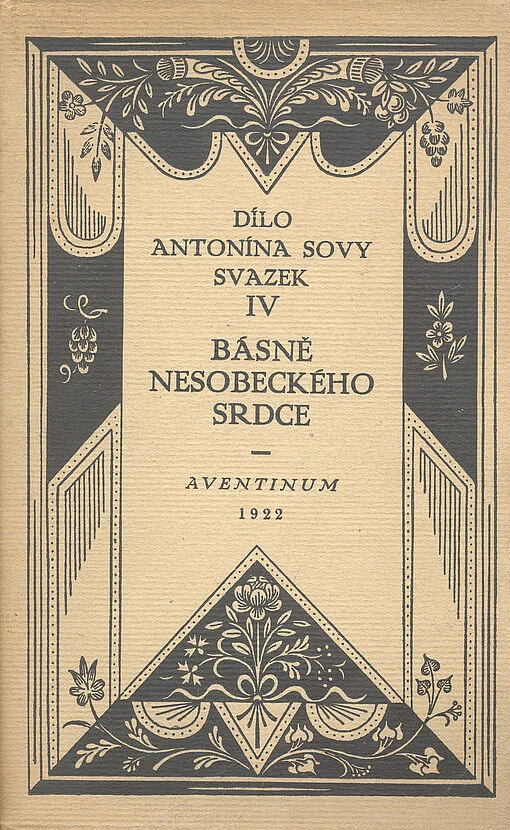 DÍLO
ANTONÍNA SOVY
SVAZEK
IV
BÁSNĚ
NESOBECKÉHO
SRDCE
—
AVENTINUM
1922